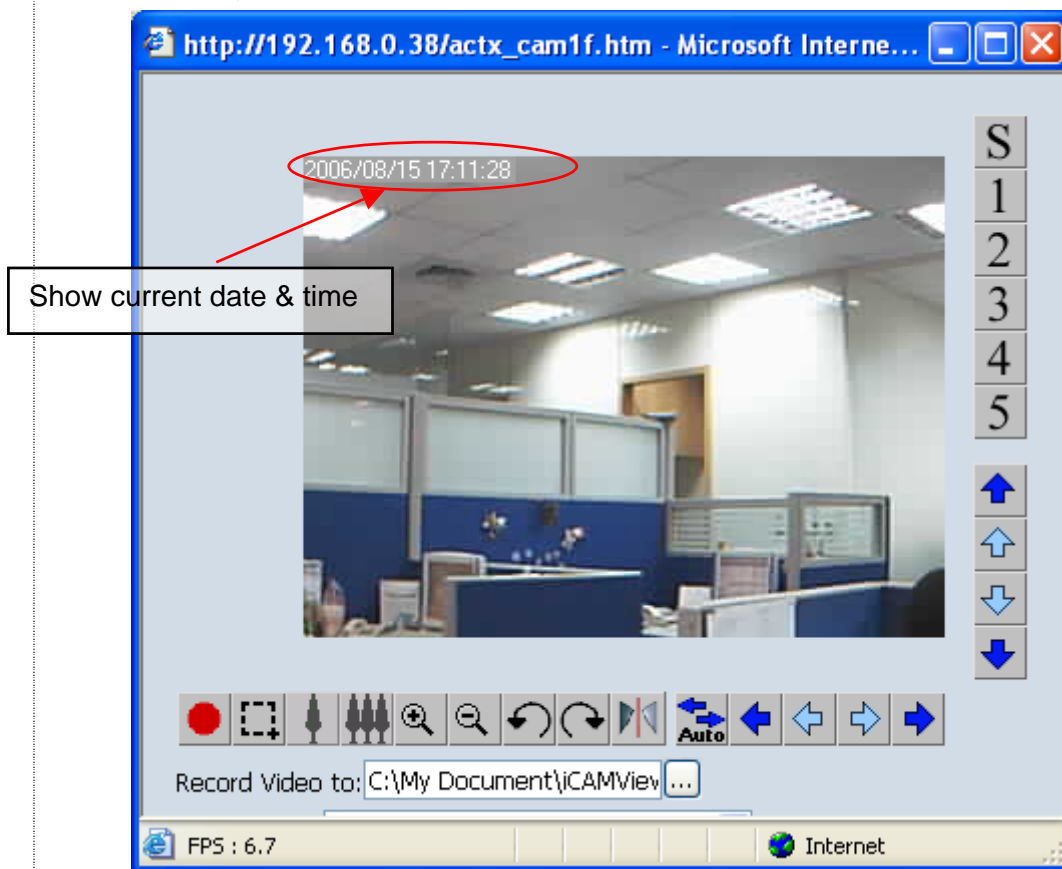 http://192.168.0.38/actx_cam1f.htm - Microsoft Interne...
2006/08/15 17:11:28
Show current date & time
S
1
2
3
4
5
Auto
Record Video to: C:\My Document\iCAMView ...
FPS : 6.7
Internet